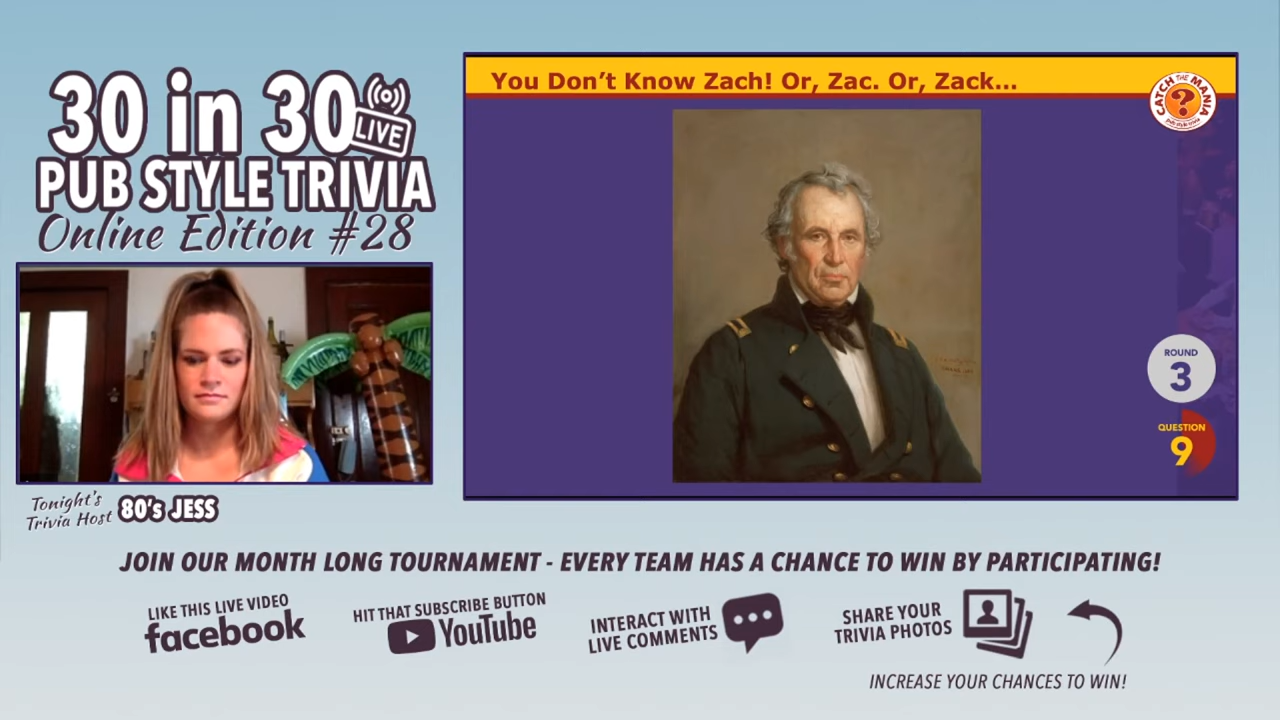 30 in 30
LIVE
PUB STYLE TRIVIA
Online Edition #28
You Don't Know Zach! Or, Zac. Or, Zack...
CATCH THE MANIA
?
pub style trivia
ROUND
3
QUESTION
9
Tonight's
Trivia Host
80's JESS
JOIN OUR MONTH LONG TOURNAMENT - EVERY TEAM HAS A CHANCE TO WIN BY PARTICIPATING!
LIKE THIS LIVE VIDEO
facebook
HIT THAT SUBSCRIBE BUTTON
YouTube
INTERACT WITH
LIVE COMMENTS
SHARE YOUR
TRIVIA PHOTOS
INCREASE YOUR CHANCES TO WIN!